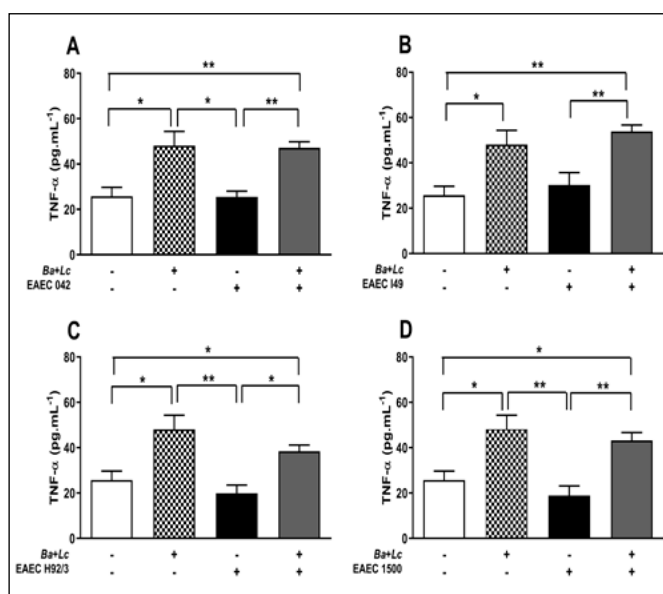 A
TNF-α (pg.mL⁻¹)
80
60
40
20
0
**
* * **
Ba+Lc - + - +
EAEC 042 - - + +
B
TNF-α (pg.mL⁻¹)
80
60
40
20
0
**
* **
Ba+Lc - + - +
EAEC I49 - - + +
C
TNF-α (pg.mL⁻¹)
80
60
40
20
0
*
* ** *
Ba+Lc - + - +
EAEC H92/3 - - + +
D
TNF-α (pg.mL⁻¹)
80
60
40
20
0
*
* ** **
Ba+Lc - + - +
EAEC 1500 - - + +